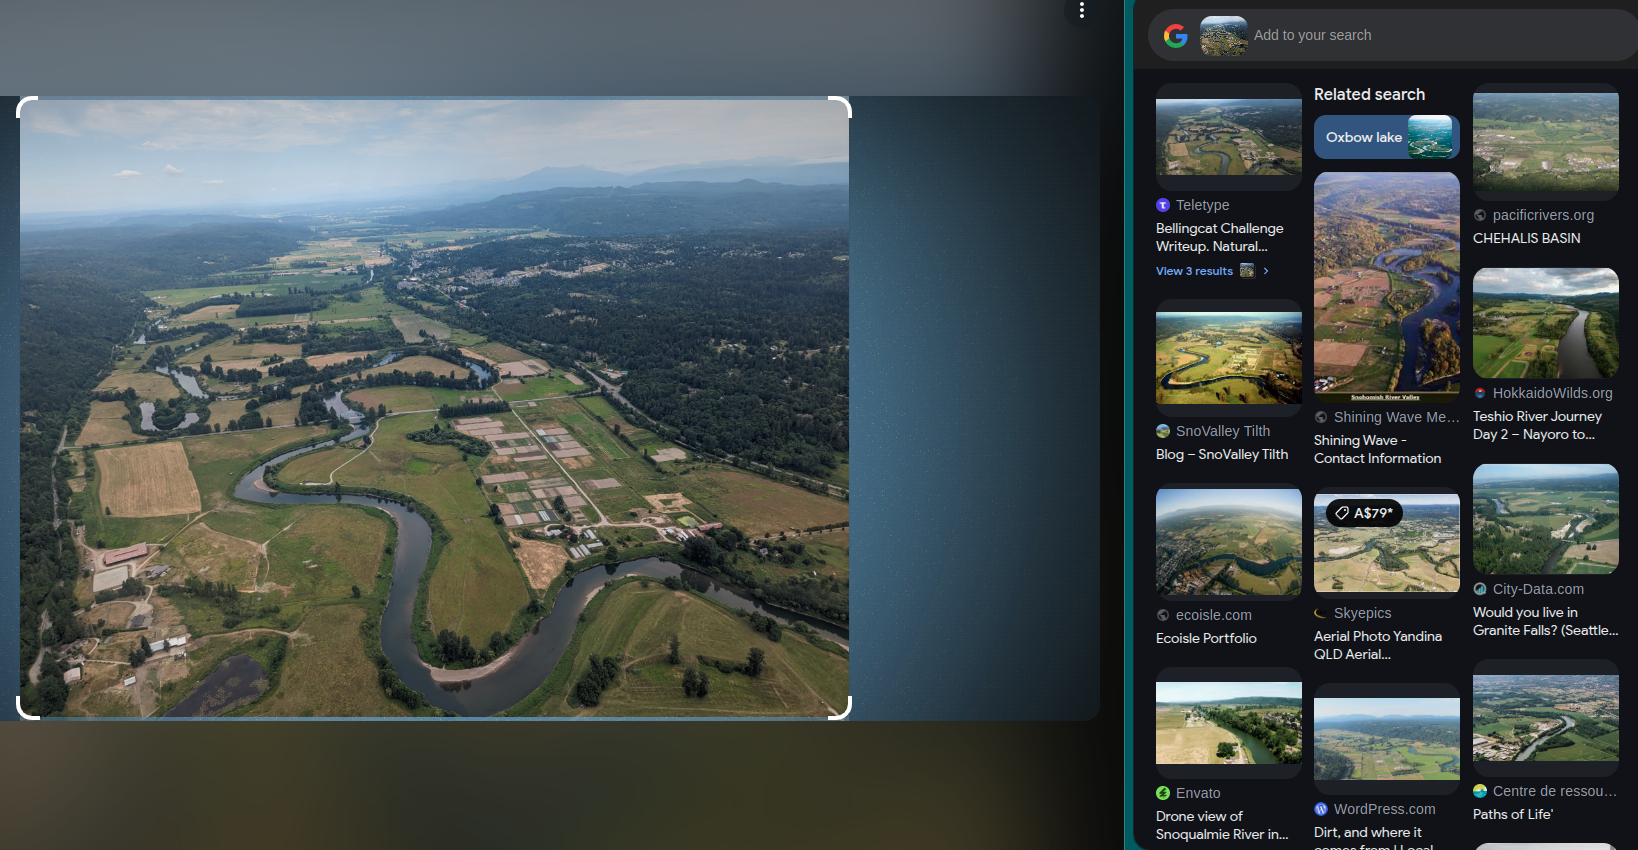 Add to your search
Teletype
Bellingcat Challenge
Writeup. Natural...
View 3 results
SnoValley Tilth
Blog – SnoValley Tilth
ecoisle.com
Ecoisle Portfolio
Envato
Drone view of
Snoqualmie River in...
Related search
Oxbow lake
Snohomish River Valley
Shining Wave Me...
Shining Wave -
Contact Information
A$79*
Skyepics
Aerial Photo Yandina
QLD Aerial...
WordPress.com
Dirt, and where it
pacificrivers.org
CHEHALIS BASIN
HokkaidoWilds.org
Teshio River Journey
Day 2 – Nayoro to...
City-Data.com
Would you live in
Granite Falls? (Seattle...
Centre de ressou...
Paths of Life'